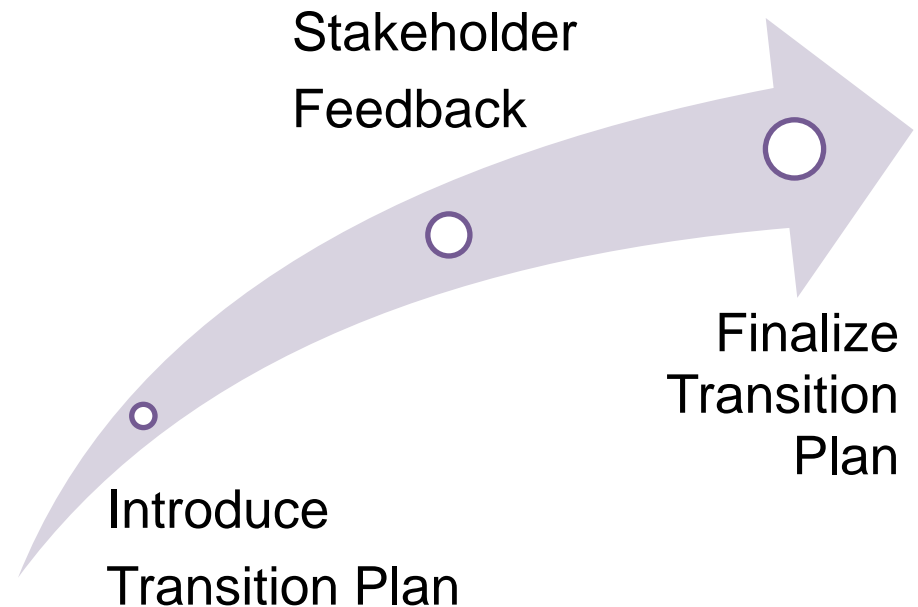 Stakeholder
Feedback
Finalize
Transition
Plan
Introduce
Transition Plan